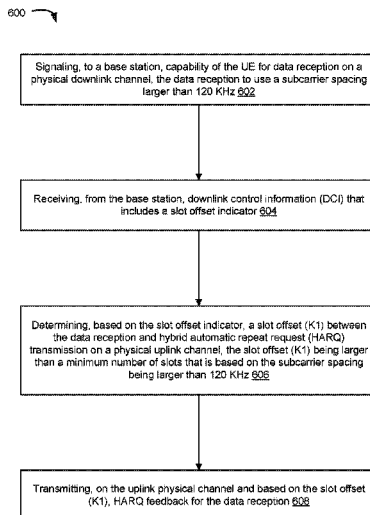 600
Signaling, to a base station, capability of the UE for data reception on a
physical downlink channel, the data reception to use a subcarrier spacing
larger than 120 KHz 602
Receiving, from the base station, downlink control information (DCI) that
includes a slot offset indicator 604
Determining, based on the slot offset indicator, a slot offset (K1) between
the data reception and hybrid automatic repeat request (HARQ)
transmission on a physical uplink channel, the slot offset (K1) being larger
than a minimum number of slots that is based on the subcarrier spacing
being larger than 120 KHz 606
Transmitting, on the uplink physical channel and based on the slot offset
(K1), HARQ feedback for the data reception 608